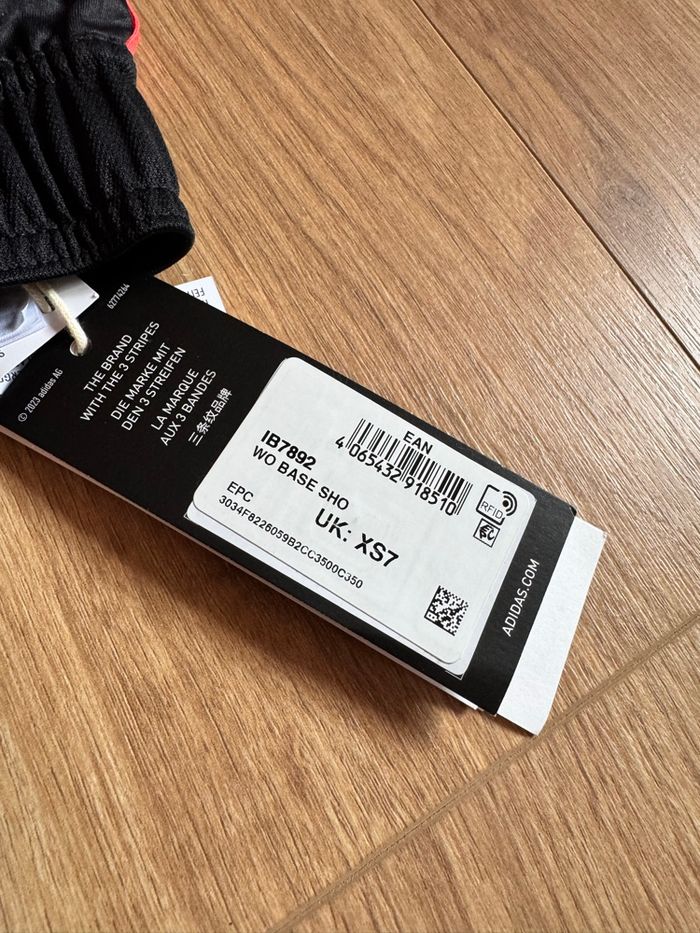 62714264
© 2023 adidas AG
THE BRAND
WITH THE 3 STRIPES
DIE MARKE MIT
DEN 3 STREIFEN
LA MARQUE
AUX 3 BANDES
三条纹品牌
EAN
4 065432 918510
IB7892
WO BASE SHO
RFID
UK: XS7
EPC
3034F8226059B2CC3500C350
ADIDAS.COM